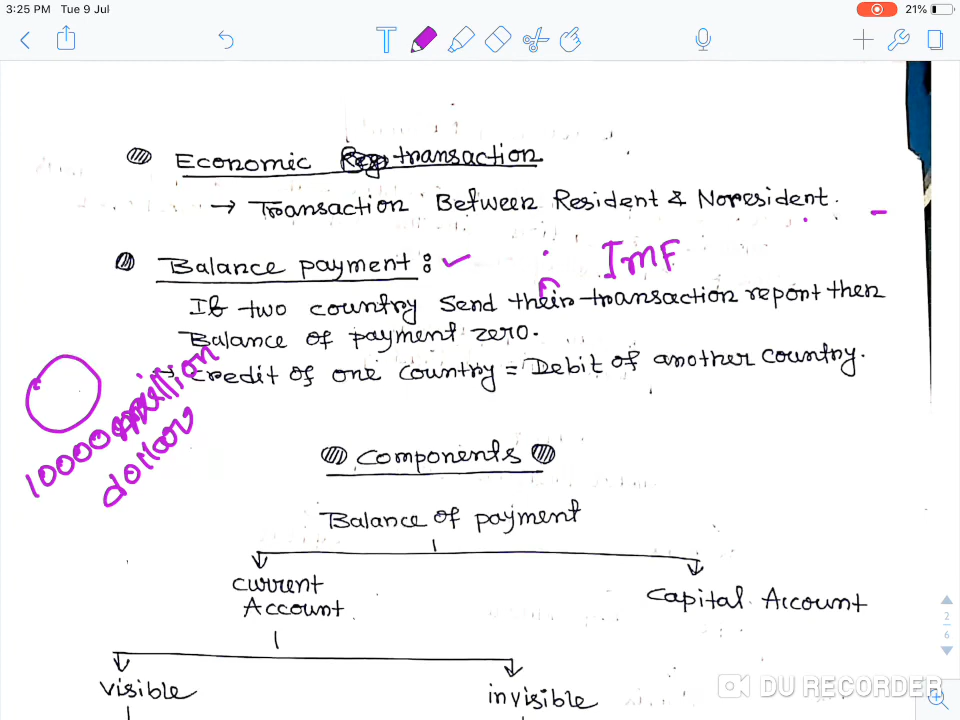 3:25 PM Tue 9 Jul
21%
T
Economic transaction
→ Transaction Between Resident & Noresident.
Balance payment:
IMF
If two country send their transaction report then
Balance of payment zero.
→ Credit of one country = Debit of another country.
10000 million
dollar
Components
Balance of payment
Current
Account
Capital Account
visible
invisible
2
6
DU RECORDER